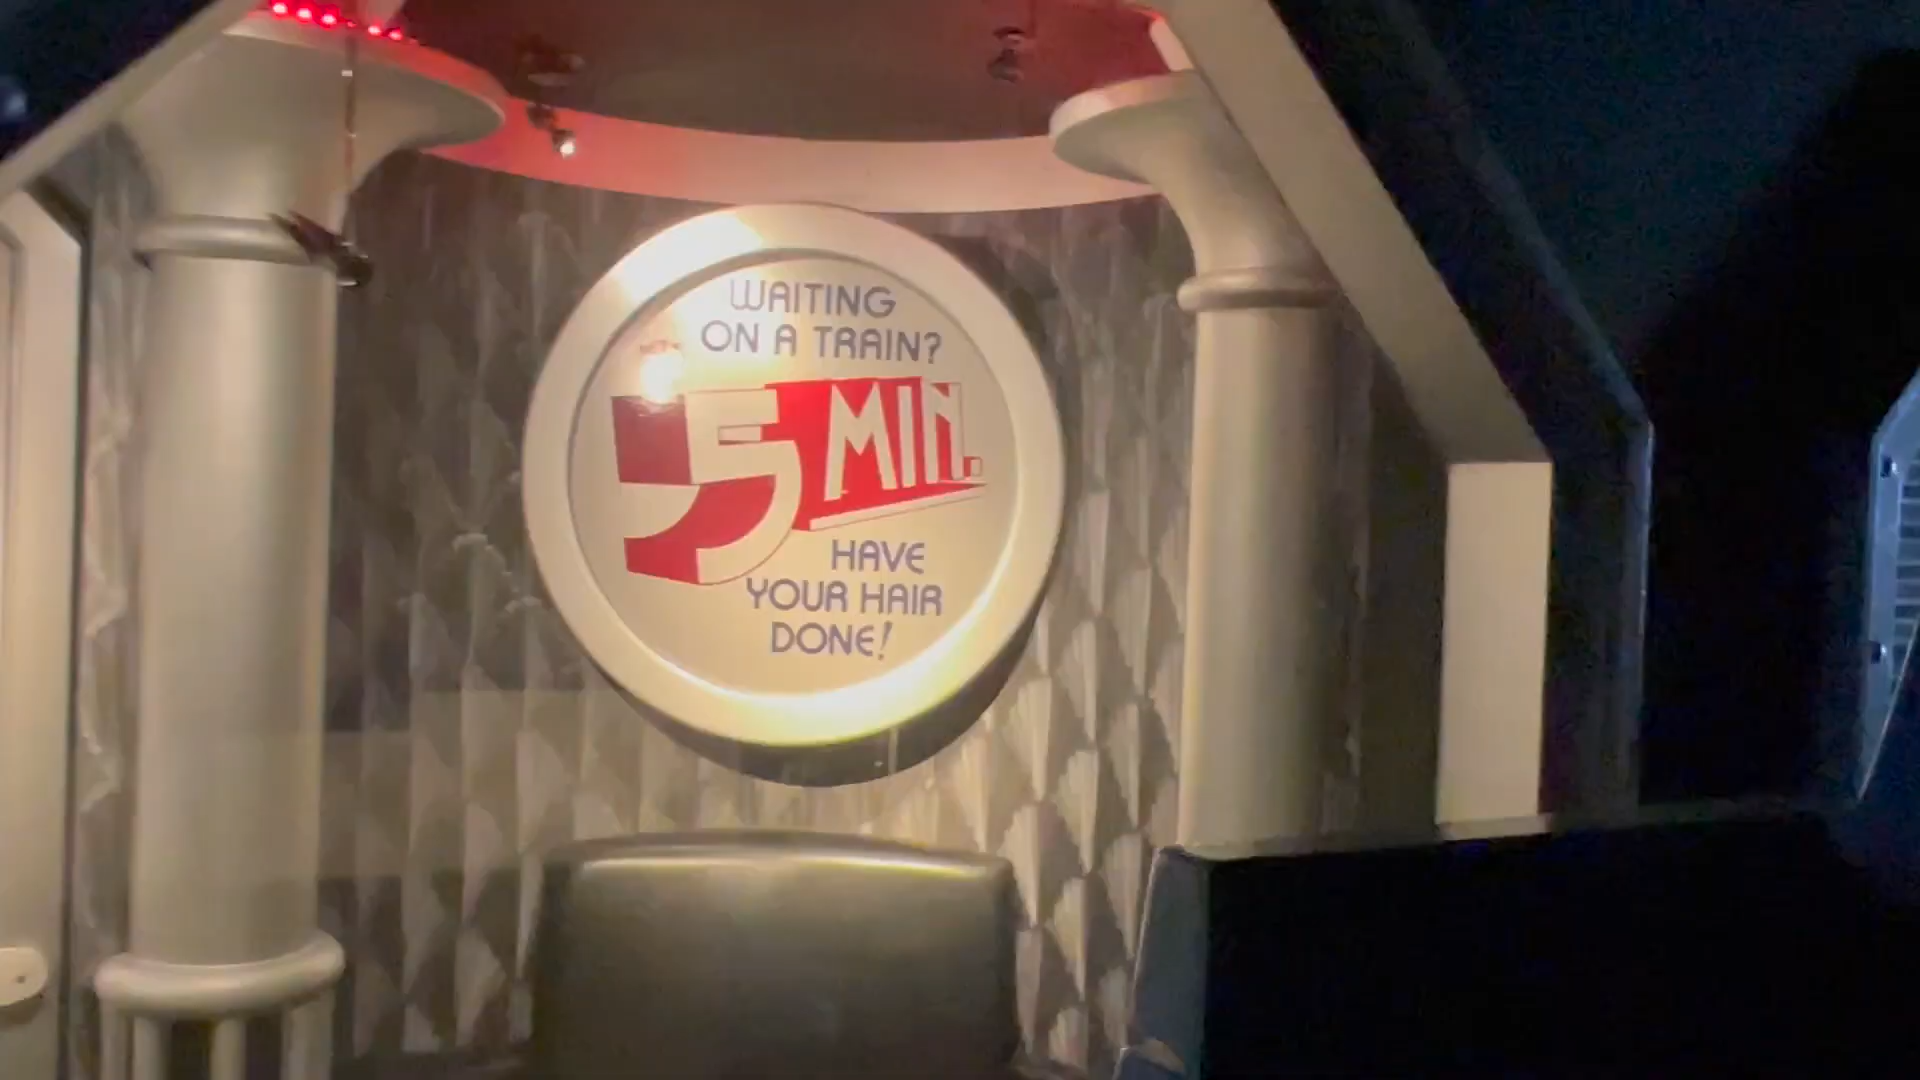 WAITING
ON A TRAIN?
5 MIN.
HAVE
YOUR HAIR
DONE!